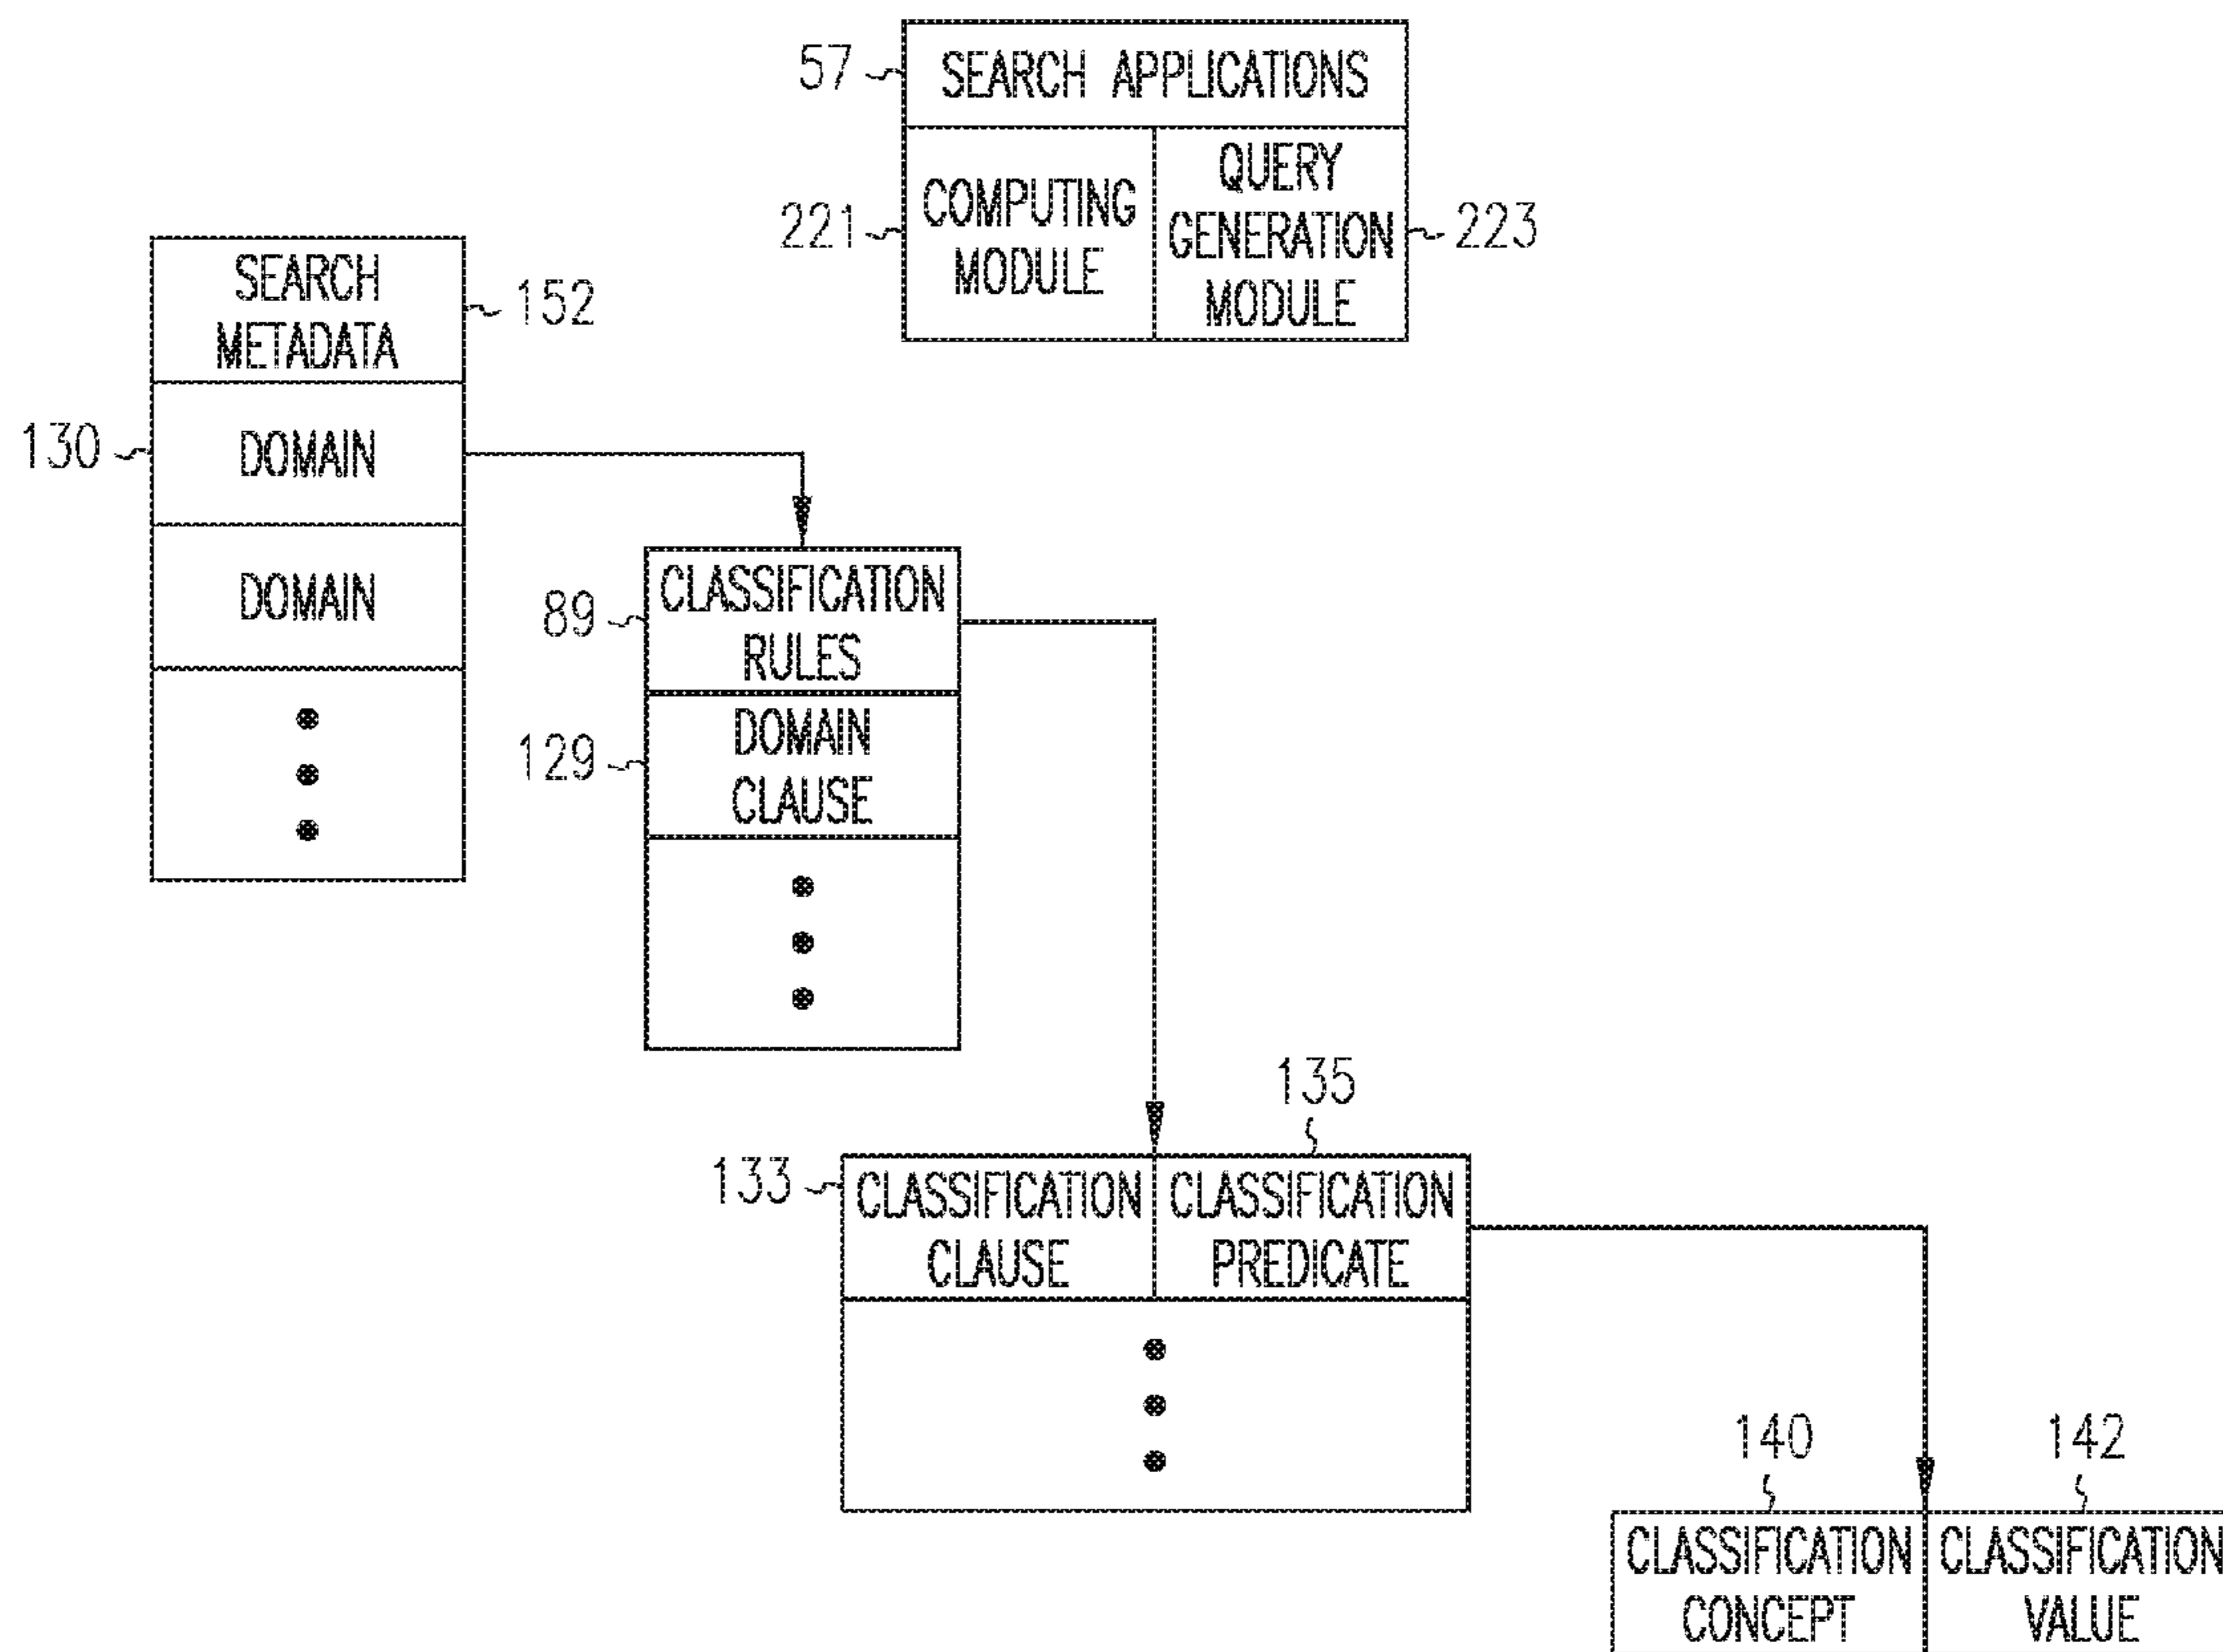 57
SEARCH APPLICATIONS
221
COMPUTING
MODULE
QUERY
GENERATION
MODULE
223
SEARCH
METADATA
152
130
DOMAIN
DOMAIN
89
CLASSIFICATION
RULES
129
DOMAIN
CLAUSE
133
CLASSIFICATION
CLAUSE
135
CLASSIFICATION
PREDICATE
140
CLASSIFICATION
CONCEPT
142
CLASSIFICATION
VALUE